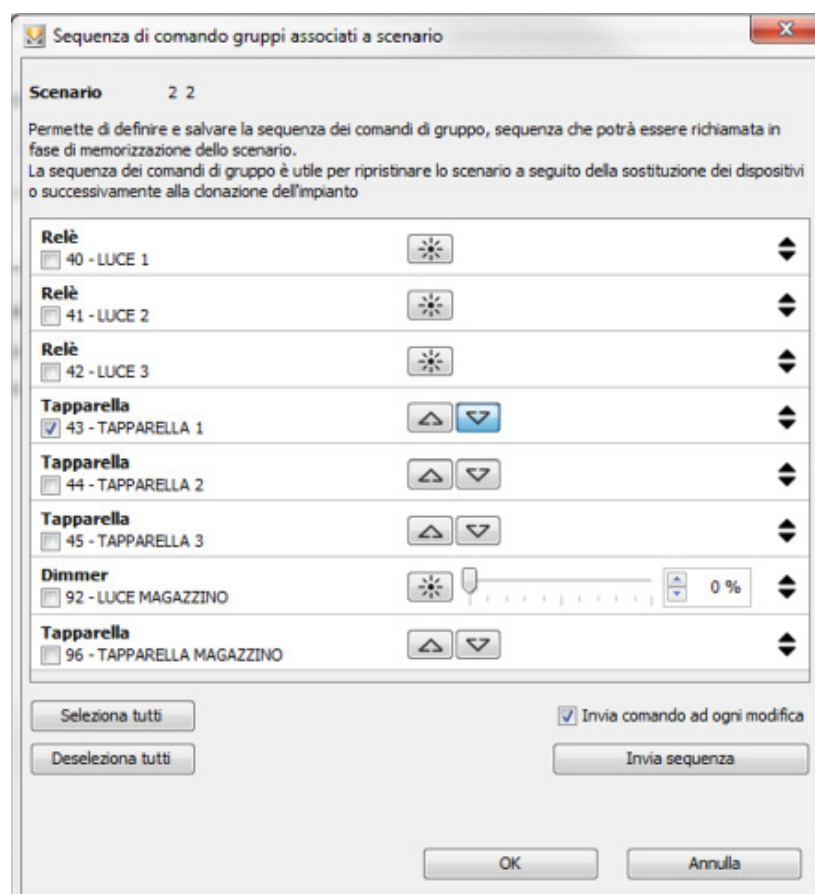 Sequenza di comando gruppi associati a scenario
Scenario 2 2
Permette di definire e salvare la sequenza dei comandi di gruppo, sequenza che potrà essere richiamata in
fase di memorizzazione dello scenario.
La sequenza dei comandi di gruppo è utile per ripristinare lo scenario a seguito della sostituzione dei dispositivi
o successivamente alla clonazione dell'impianto
Relè
40 - LUCE 1
Relè
41 - LUCE 2
Relè
42 - LUCE 3
Tapparella
43 - TAPPARELLA 1
Tapparella
44 - TAPPARELLA 2
Tapparella
45 - TAPPARELLA 3
Dimmer
92 - LUCE MAGAZZINO 0 %
Tapparella
96 - TAPPARELLA MAGAZZINO
Seleziona tutti Invia comando ad ogni modifica
Deseleziona tutti Invia sequenza
OK Annulla